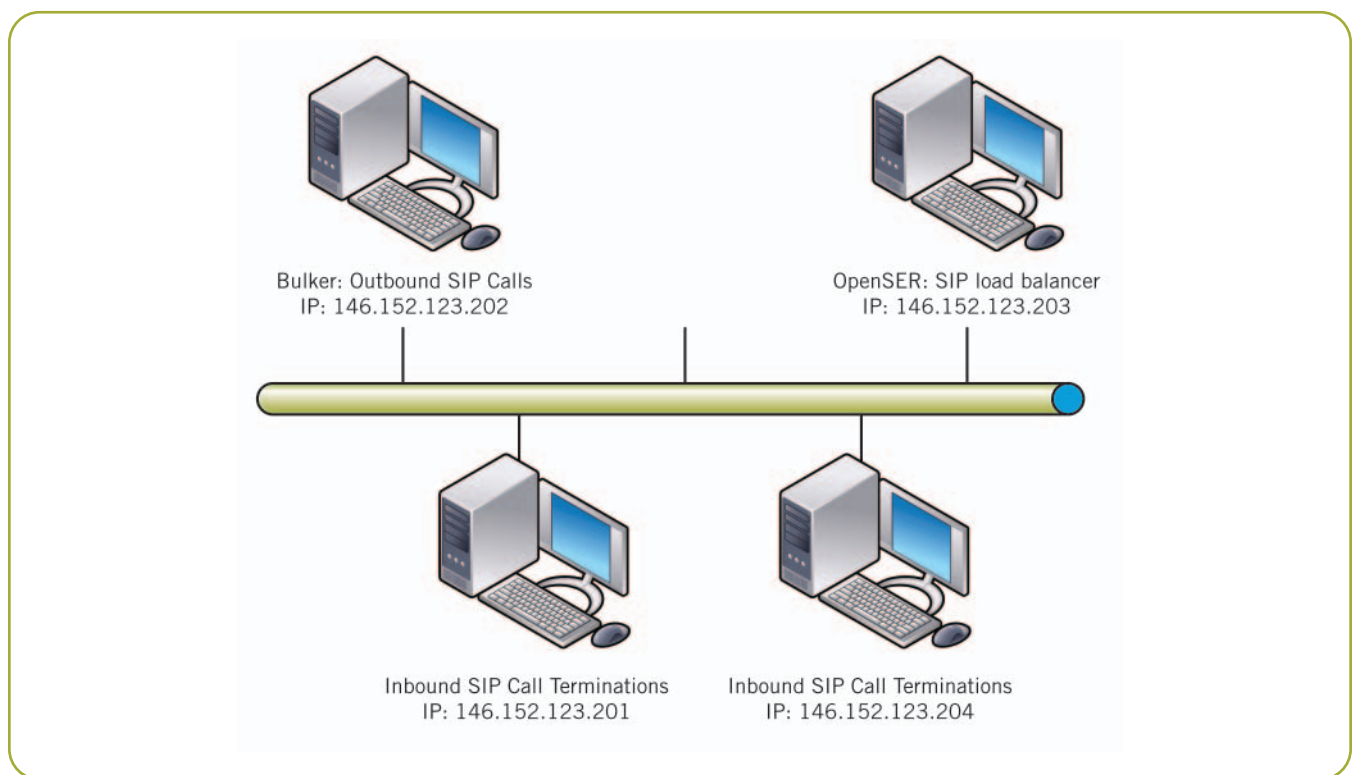 Bulker: Outbound SIP Calls
IP: 146.152.123.202
OpenSER: SIP load balancer
IP: 146.152.123.203
Inbound SIP Call Terminations
IP: 146.152.123.201
Inbound SIP Call Terminations
IP: 146.152.123.204